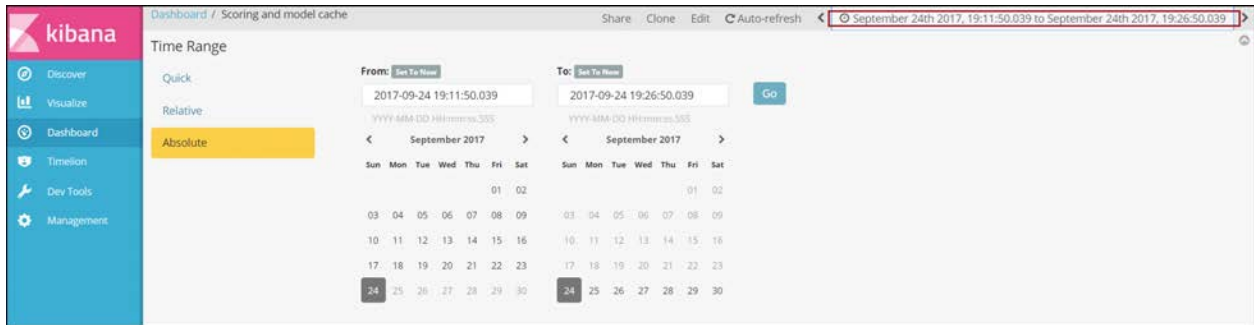 kibana
Discover
Visualize
Dashboard
Timelion
Dev Tools
Management
Dashboard / Scoring and model cache
Share Clone Edit Auto-refresh September 24th 2017, 19:11:50.039 to September 24th 2017, 19:26:50.039
Time Range
Quick
Relative
Absolute
From: Set To Now
2017-09-24 19:11:50.039
YYYY-MM-DD HH:mm:ss.SSS
September 2017
Sun Mon Tue Wed Thu Fri Sat
01 02
03 04 05 06 07 08 09
10 11 12 13 14 15 16
17 18 19 20 21 22 23
24 25 26 27 28 29 30
To: Set To Now
2017-09-24 19:26:50.039
YYYY-MM-DD HH:mm:ss.SSS
September 2017
Sun Mon Tue Wed Thu Fri Sat
01 02
03 04 05 06 07 08 09
10 11 12 13 14 15 16
17 18 19 20 21 22 23
24 25 26 27 28 29 30
Go